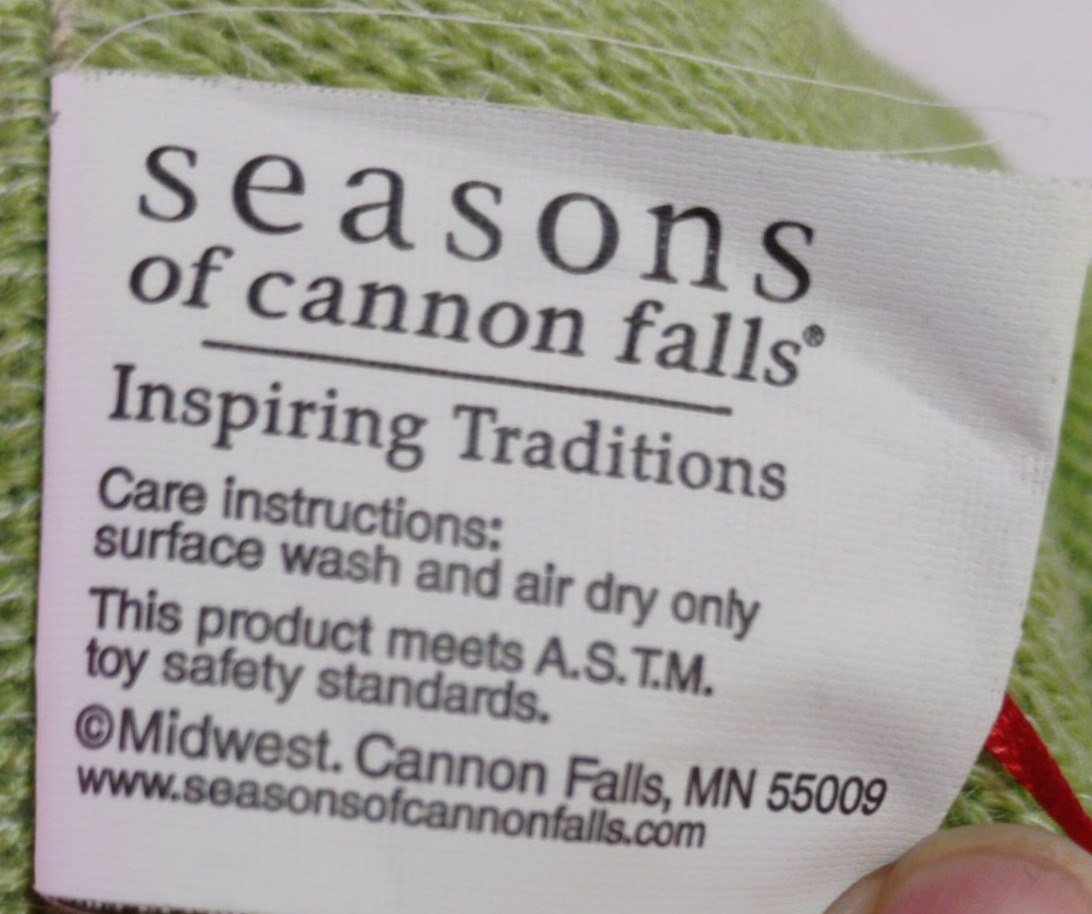 seasons
of cannon falls®
Inspiring Traditions
Care instructions:
surface wash and air dry only
This product meets A.S.T.M.
toy safety standards.
©Midwest. Cannon Falls, MN 55009
www.seasonsofcannonfalls.com